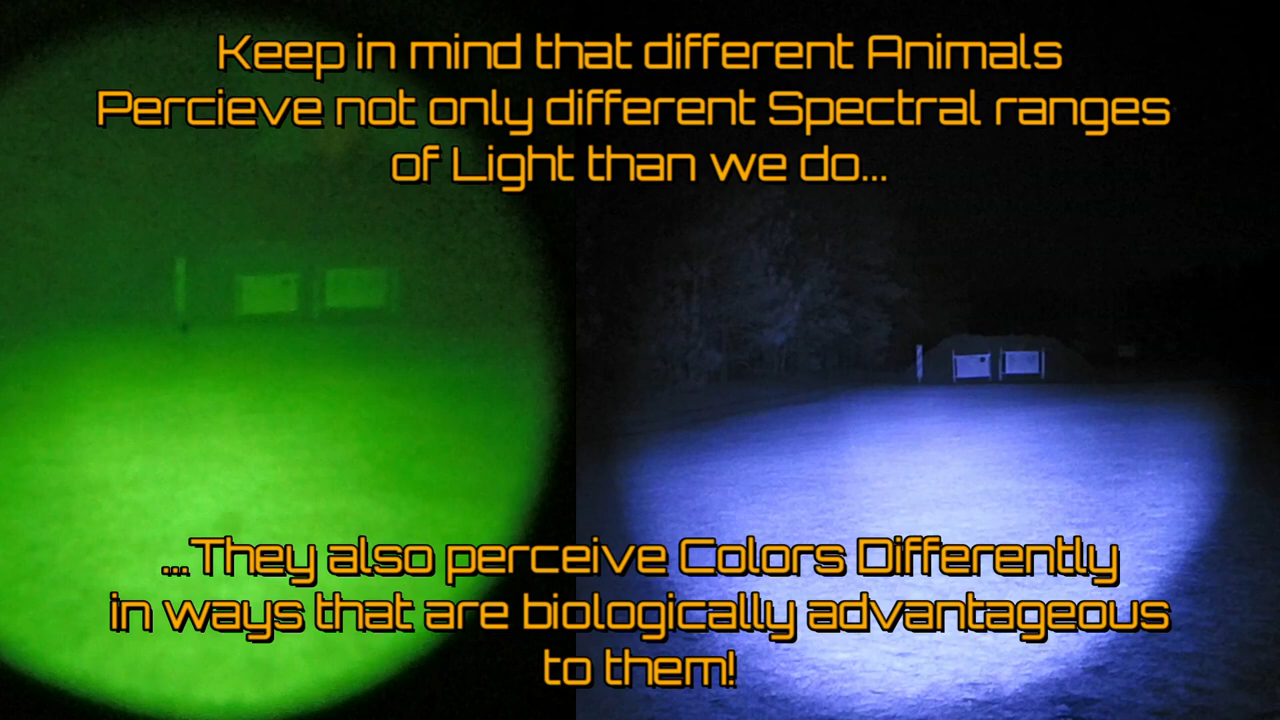 Keep in mind that different Animals
Percieve not only different Spectral ranges
of Light than we do...
...They also perceive Colors Differently
in ways that are biologically advantageous
to them!